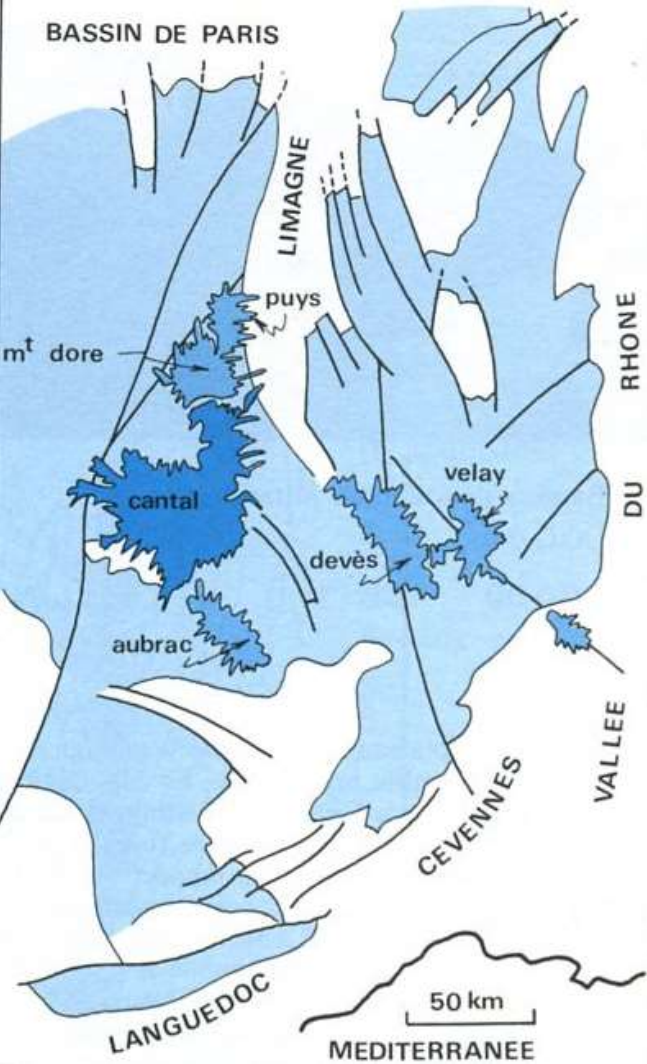 BASSIN DE PARIS
LIMAGNE
puys
mt dore
RHONE
cantal
velay
DU
devès
aubrac
VALLEE
CEVENNES
LANGUEDOC
50 km
MEDITERRANEE